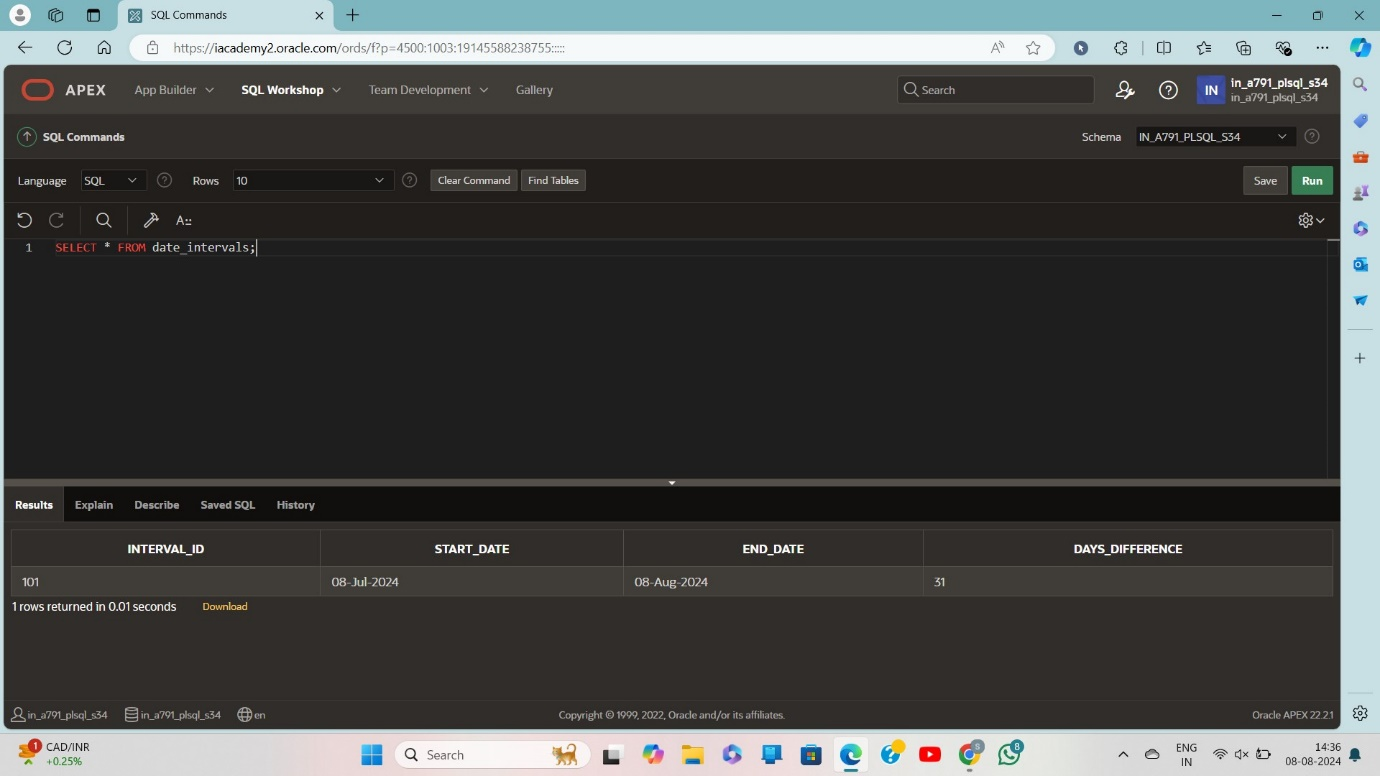 SQL Commands
https://iacademy2.oracle.com/ords/f?p=4500:1003:19145588238755:::::
APEX App Builder SQL Workshop Team Development Gallery Search IN in_a791_plsql_s34
in_a791_plsql_s34
SQL Commands Schema IN_A791_PLSQL_S34
Language SQL Rows 10 Clear Command Find Tables Save Run
A::
1 SELECT * FROM date_intervals;
Results Explain Describe Saved SQL History
INTERVAL_ID START_DATE END_DATE DAYS_DIFFERENCE
101 08-Jul-2024 08-Aug-2024 31
1 rows returned in 0.01 seconds Download
in_a791_plsql_s34 in_a791_plsql_s34 en Copyright © 1999, 2022, Oracle and/or its affiliates. Oracle APEX 22.2.1
1 CAD/INR
+0.25%
Search
5
8
ENG
IN
14:36
08-08-2024